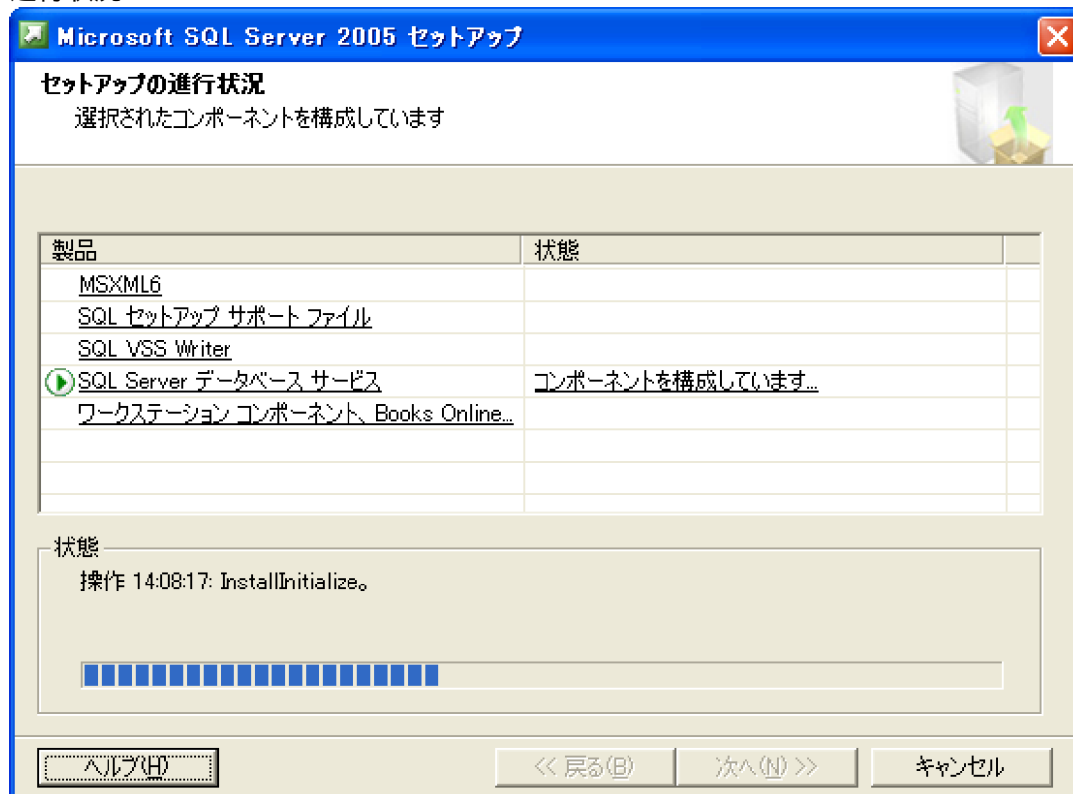 Microsoft SQL Server 2005 セットアップ
セットアップの進行状況
選択されたコンポーネントを構成しています
製品 状態
MSXML6
SQL セットアップ サポート ファイル
SQL VSS Writer
SQL Server データベース サービス コンポーネントを構成しています...
ワークステーション コンポーネント、Books Online...
状態
操作 14:08:17: InstallInitialize。
ヘルプ(H) << 戻る(B) 次へ(N) >> キャンセル